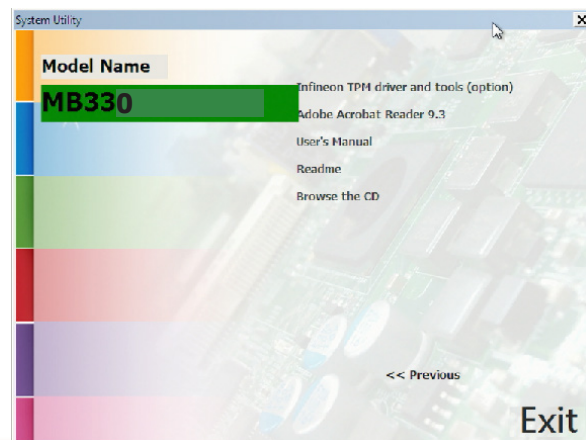 System Utility
Model Name
MB330
Infineon TPM driver and tools (option)
Adobe Acrobat Reader 9.3
User's Manual
Readme
Browse the CD
<< Previous
Exit